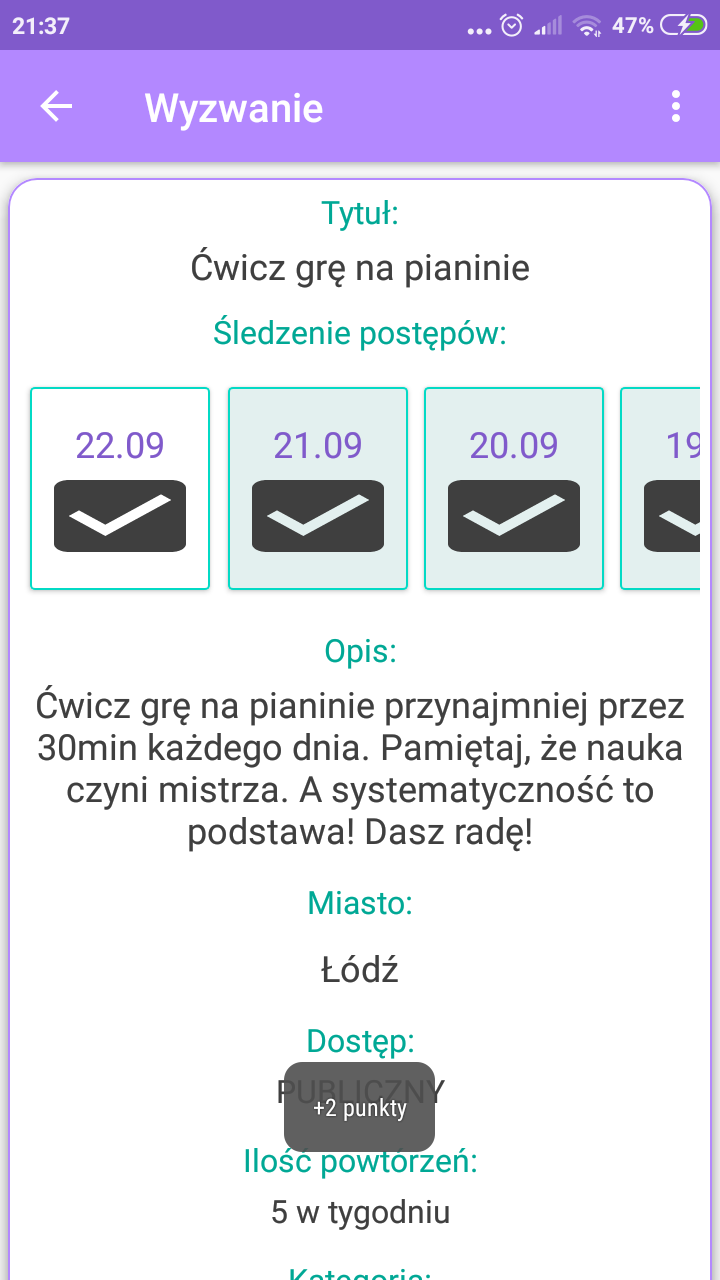 21:37
47%
Wyzwanie
Tytuł:
Ćwicz grę na pianinie
Śledzenie postępów:
22.09
21.09
20.09
19
Opis:
Ćwicz grę na pianinie przynajmniej przez
30min każdego dnia. Pamiętaj, że nauka
czyni mistrza. A systematyczność to
podstawa! Dasz radę!
Miasto:
Łódź
Dostęp:
PUBLICZNY
+2 punkty
Ilość powtórzeń:
5 w tygodniu
Kategoria: